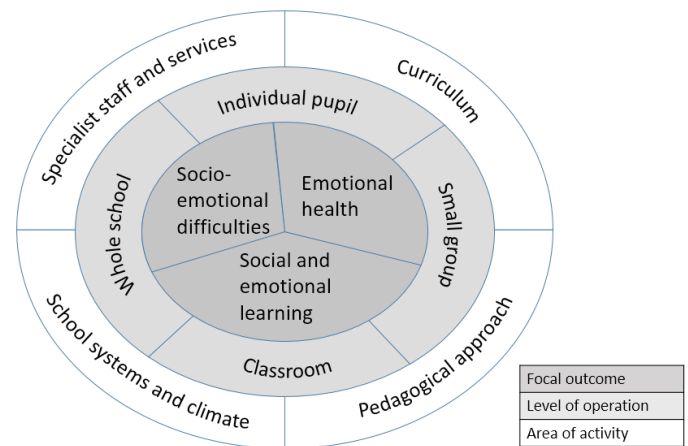 Specialist staff and services
Curriculum
Individual pupil
Whole school
Socio-
emotional
difficulties
Emotional
health
Small group
Social and
emotional
learning
Classroom
School systems and climate
Pedagogical approach
Focal outcome
Level of operation
Area of activity